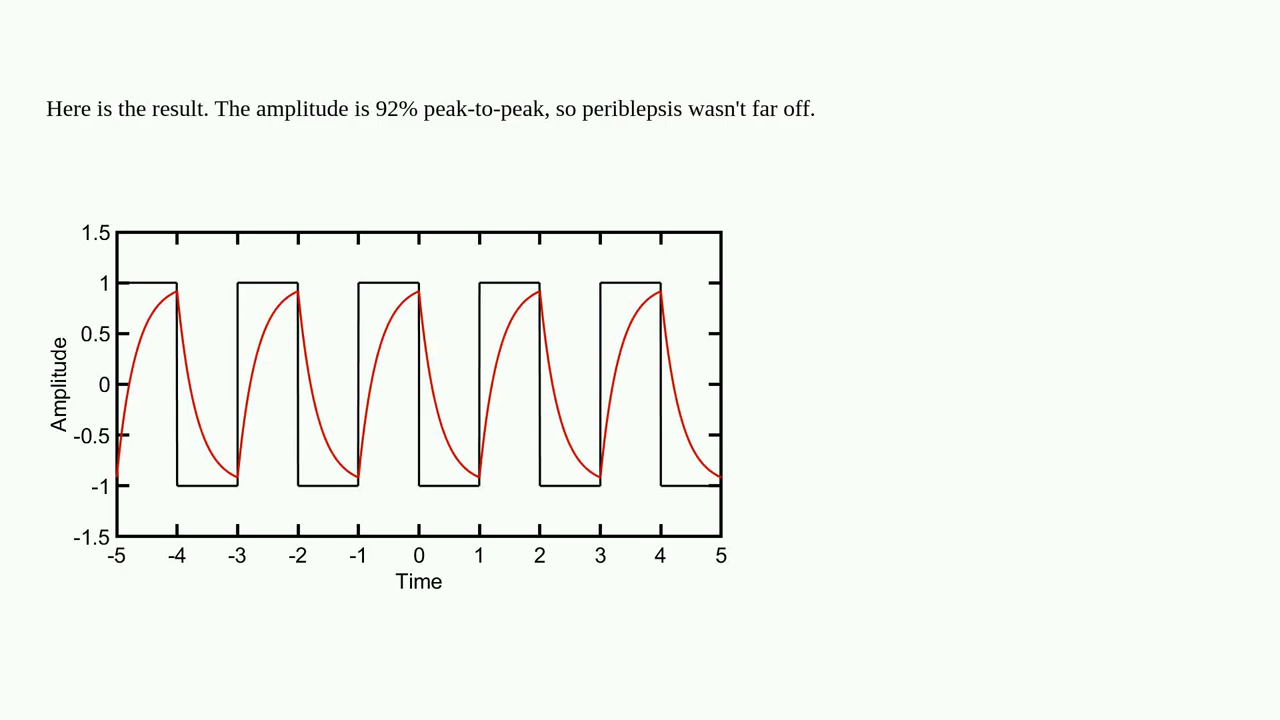 Here is the result. The amplitude is 92% peak-to-peak, so periblepsis wasn't far off.
1.5
1
0.5
0
-0.5
-1
-1.5
Amplitude
-5 -4 -3 -2 -1 0 1 2 3 4 5
Time